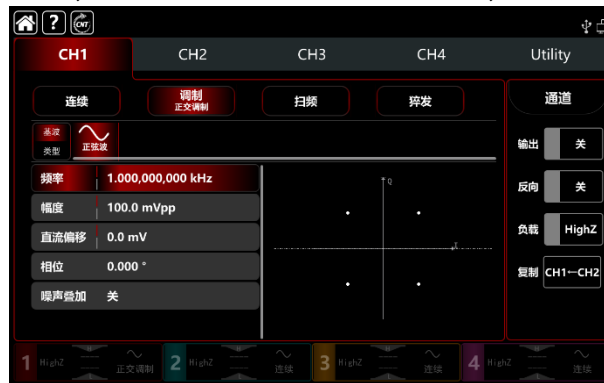 ? CNT
CH1 CH2 CH3 CH4 Utility
连续 调制 扫频 猝发 通道
正交调制
基波
类型 正弦波
输出 关
频率 1.000,000,000 kHz
Q
反向 关
幅度 100.0 mVpp
负载 HighZ
直流偏移 0.0 mV
I
相位 0.000 °
复制 CH1←CH2
噪声叠加 关
1 HighZ 正交调制 2 HighZ 连续 3 HighZ 连续 4 HighZ 连续